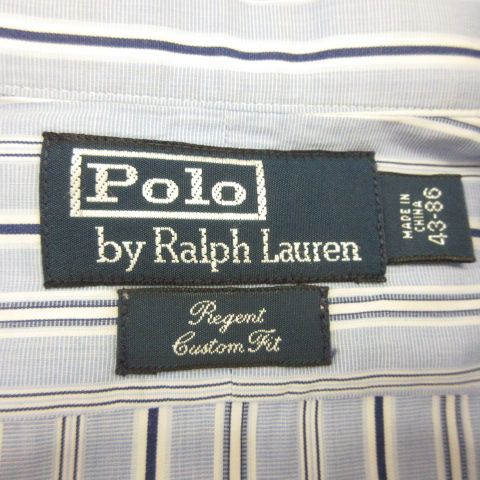 Polo
by Ralph Lauren
MADE IN
CHINA
43-86
Regent
Custom Fit